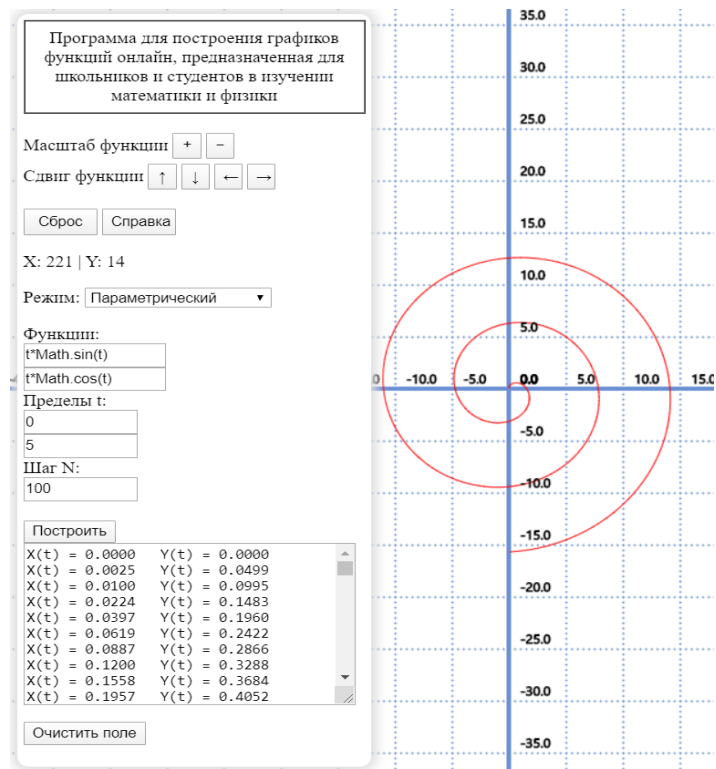 Программа для построения графиков
функций онлайн, предназначенная для
школьников и студентов в изучении
математики и физики
Масштаб функции + −
Сдвиг функции ↑ ↓ ← →
Сброс Справка
X: 221 | Y: 14
Режим: Параметрический
Функции:
t*Math.sin(t)
t*Math.cos(t)
Пределы t:
0
5
Шаг N:
100
Построить
X(t) = 0.0000 Y(t) = 0.0000
X(t) = 0.0025 Y(t) = 0.0499
X(t) = 0.0100 Y(t) = 0.0995
X(t) = 0.0224 Y(t) = 0.1483
X(t) = 0.0397 Y(t) = 0.1960
X(t) = 0.0619 Y(t) = 0.2422
X(t) = 0.0887 Y(t) = 0.2866
X(t) = 0.1200 Y(t) = 0.3288
X(t) = 0.1558 Y(t) = 0.3684
X(t) = 0.1957 Y(t) = 0.4052
Очистить поле
35.0
30.0
25.0
20.0
15.0
10.0
5.0
-10.0 -5.0 0.0 5.0 10.0 15.0
-5.0
-10.0
-15.0
-20.0
-25.0
-30.0
-35.0